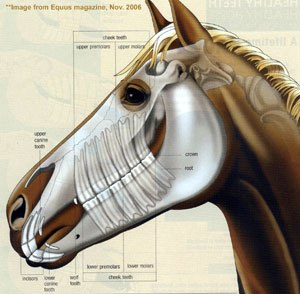 **Image from Equus magazine, Nov. 2006
cheek teeth
upper premolars
upper molars
upper
canine
tooth
crown
root
lower premolars
lower molars
incisors
lower
canine
tooth
wolf
tooth
cheek teeth